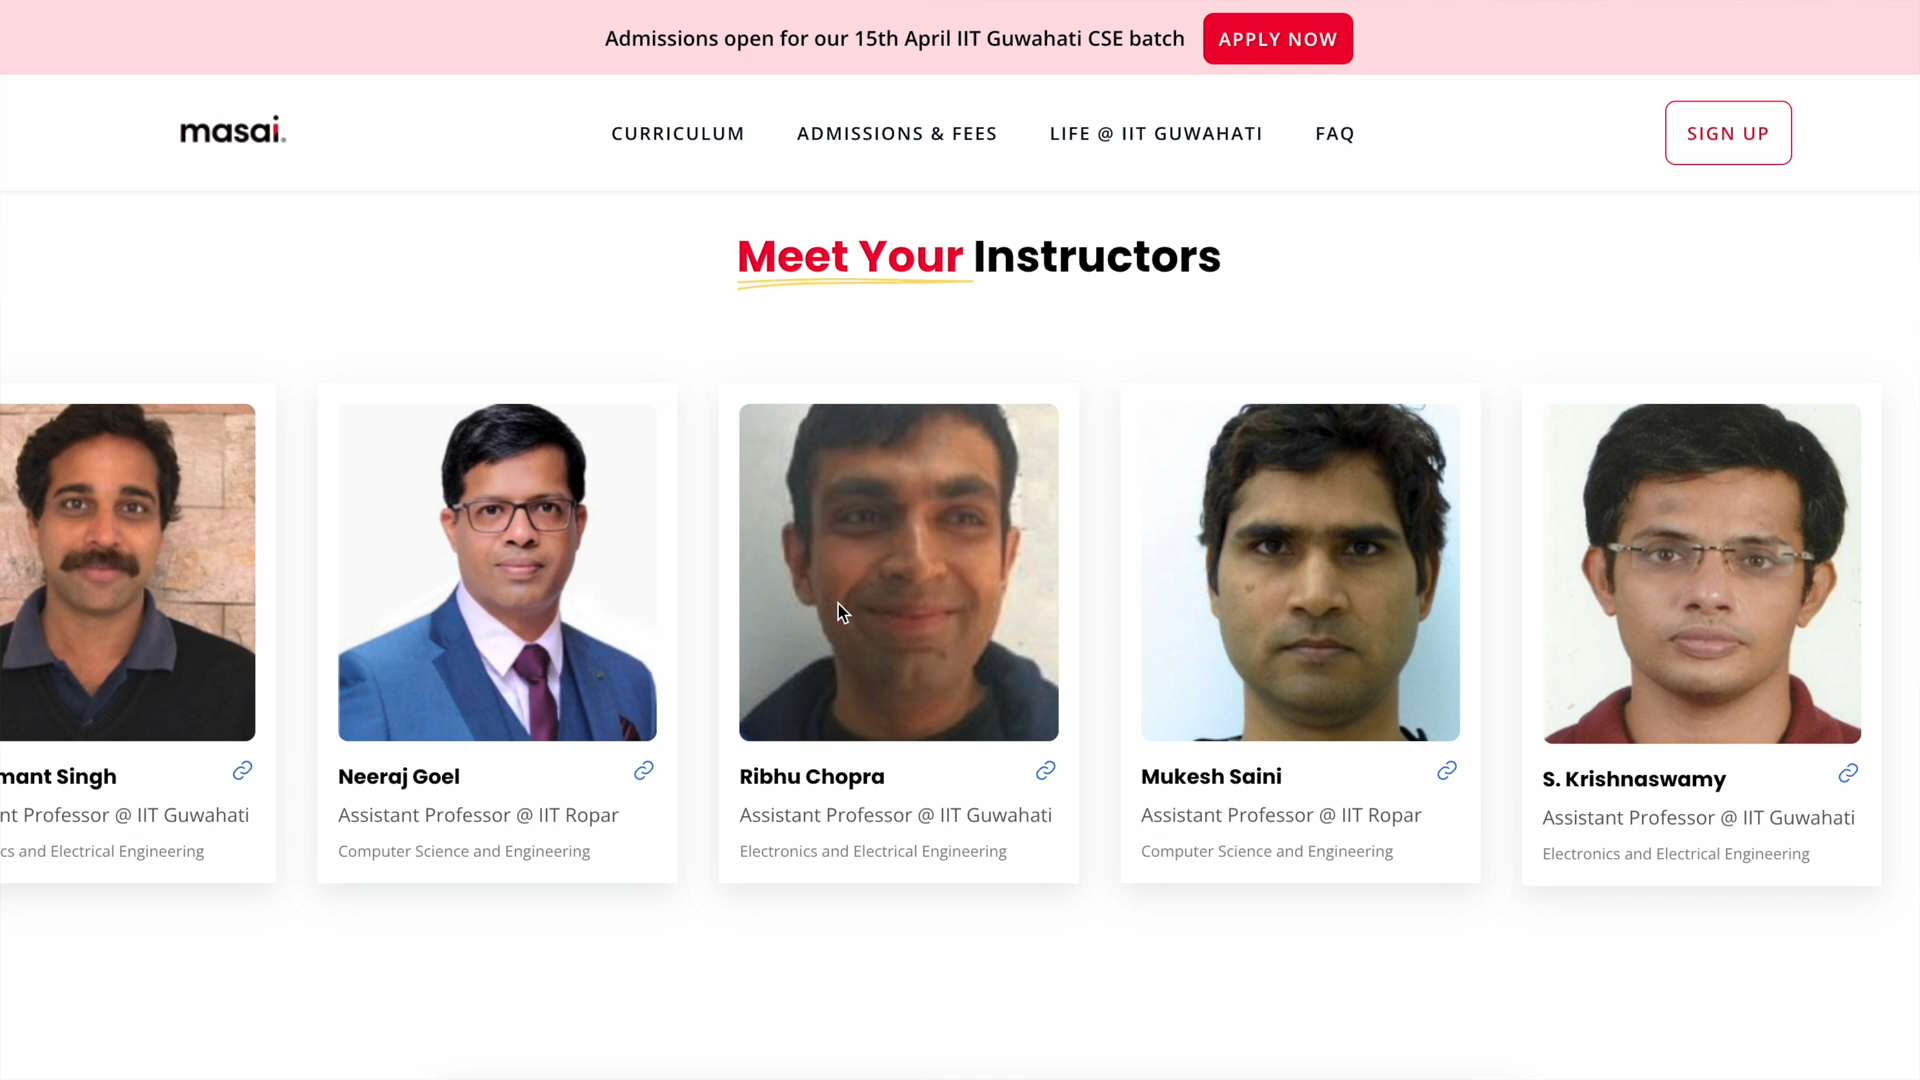 Admissions open for our 15th April IIT Guwahati CSE batch APPLY NOW
masai.
CURRICULUM ADMISSIONS & FEES LIFE @ IIT GUWAHATI FAQ SIGN UP
Meet Your Instructors
mant Singh
nt Professor @ IIT Guwahati
cs and Electrical Engineering
Neeraj Goel
Assistant Professor @ IIT Ropar
Computer Science and Engineering
Ribhu Chopra
Assistant Professor @ IIT Guwahati
Electronics and Electrical Engineering
Mukesh Saini
Assistant Professor @ IIT Ropar
Computer Science and Engineering
S. Krishnaswamy
Assistant Professor @ IIT Guwahati
Electronics and Electrical Engineering